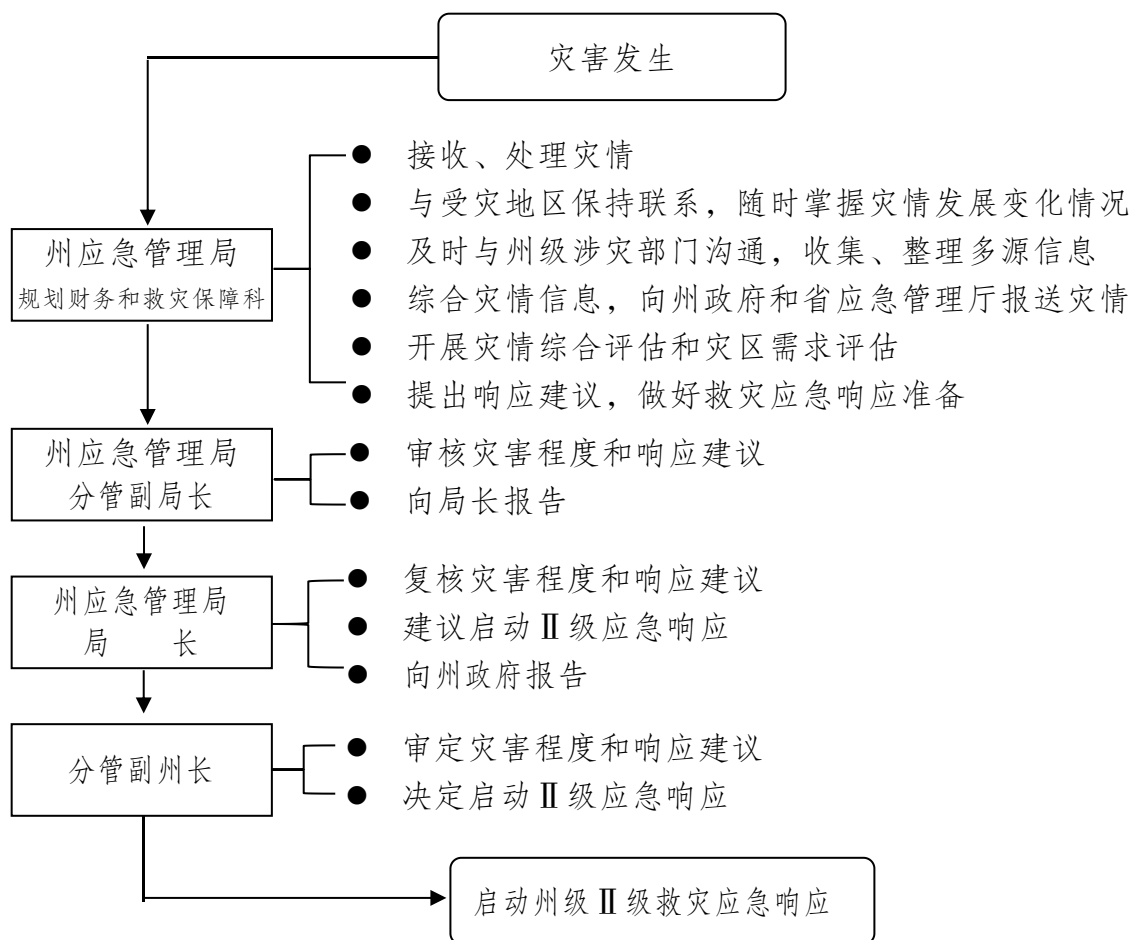 灾害发生
● 接收、处理灾情
● 与受灾地区保持联系，随时掌握灾情发展变化情况
州应急管理局
规划财务和救灾保障科
● 及时与州级涉灾部门沟通，收集、整理多源信息
● 综合灾情信息，向州政府和省应急管理厅报送灾情
● 开展灾情综合评估和灾区需求评估
● 提出响应建议，做好救灾应急响应准备
州应急管理局
分管副局长
● 审核灾害程度和响应建议
● 向局长报告
州应急管理局
局 长
● 复核灾害程度和响应建议
● 建议启动Ⅱ级应急响应
● 向州政府报告
分管副州长
● 审定灾害程度和响应建议
● 决定启动Ⅱ级应急响应
启动州级Ⅱ级救灾应急响应